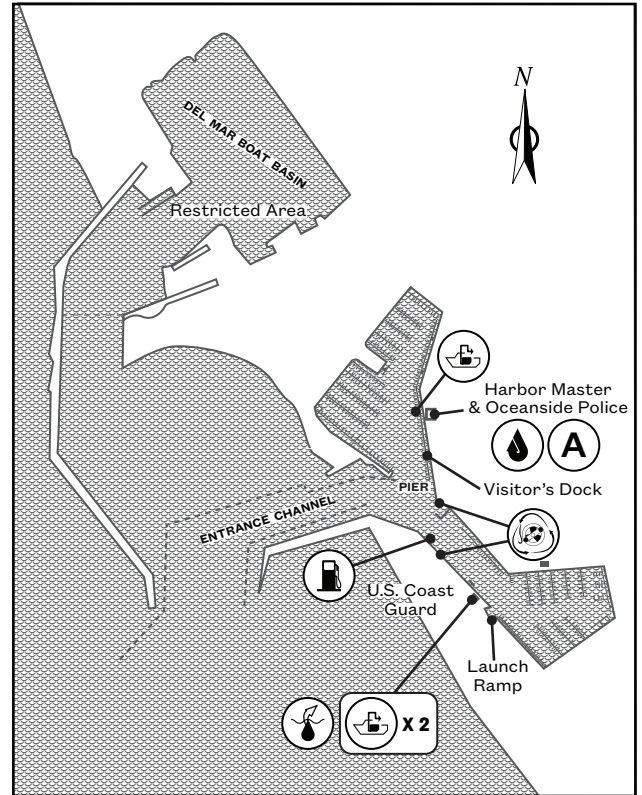 N
DEL MAR BOAT BASIN
Restricted Area
Harbor Master
& Oceanside Police
A
Visitor's Dock
PIER
ENTRANCE CHANNEL
U.S. Coast
Guard
Launch
Ramp
X 2